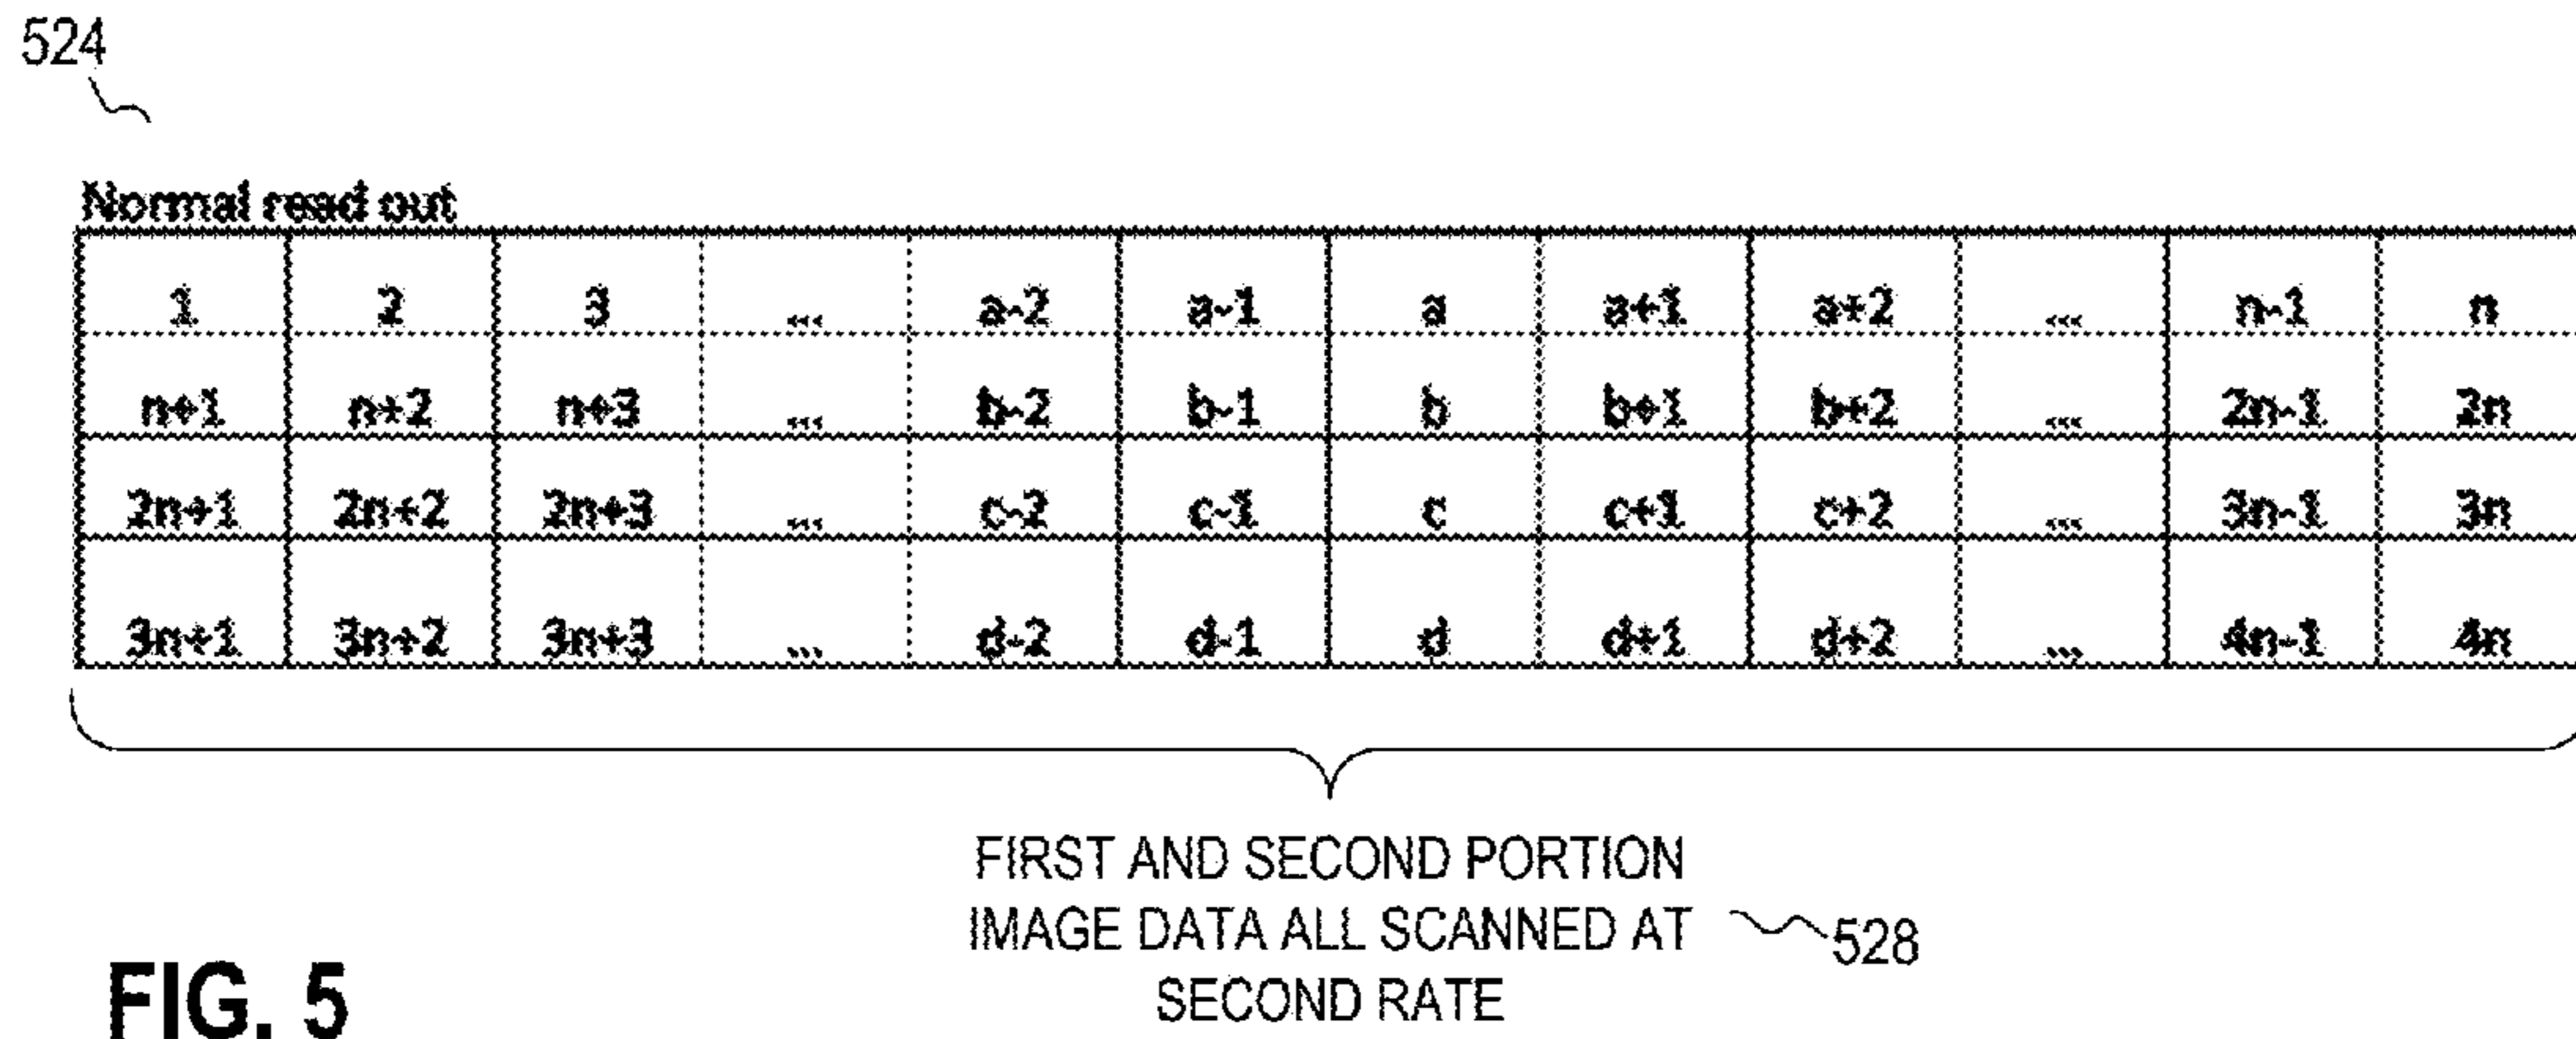 524
Normal read out
1 2 3 ... a-2 a-1 a a+1 a+2 ... n-1 n
n+1 n+2 n+3 ... b-2 b-1 b b+1 b+2 ... 2n-1 2n
2n+1 2n+2 2n+3 ... c-2 c-1 c c+1 c+2 ... 3n-1 3n
3n+1 3n+2 3n+3 ... d-2 d-1 d d+1 d+2 ... 4n-1 4n
FIRST AND SECOND PORTION
IMAGE DATA ALL SCANNED AT 528
SECOND RATE
FIG. 5